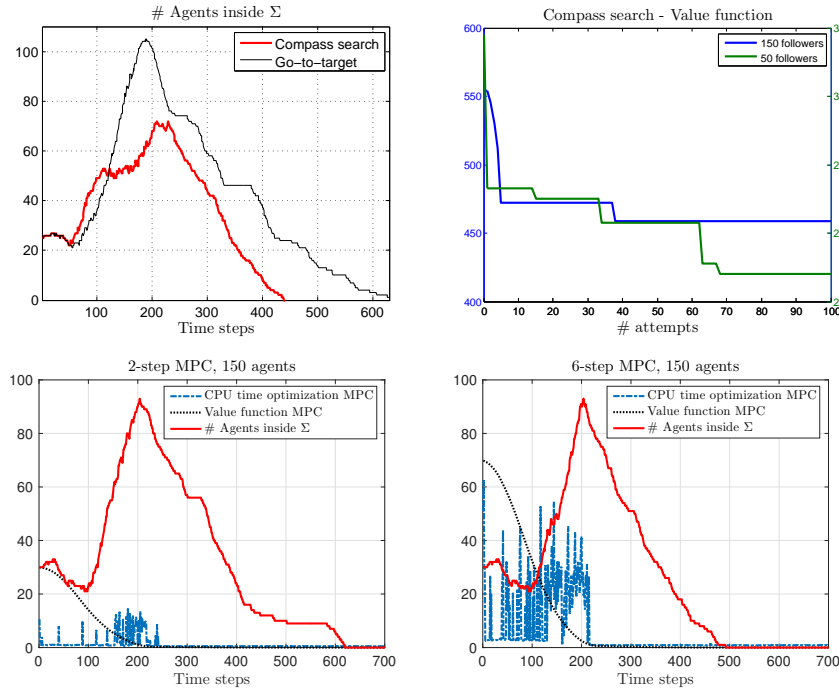 # Agents inside Σ
100
80
60
40
20
0
100 200 300 400 500 600
Time steps
Compass search
Go-to-target
Compass search - Value function
600
550
500
450
400
3
3
2
2
2
0 10 20 30 40 50 60 70 80 90 100
# attempts
150 followers
50 followers
2-step MPC, 150 agents
100
80
60
40
20
0
0 100 200 300 400 500 600 700
Time steps
CPU time optimization MPC
Value function MPC
# Agents inside Σ
6-step MPC, 150 agents
100
80
60
40
20
0
0 100 200 300 400 500 600 700
Time steps
CPU time optimization MPC
Value function MPC
# Agents inside Σ